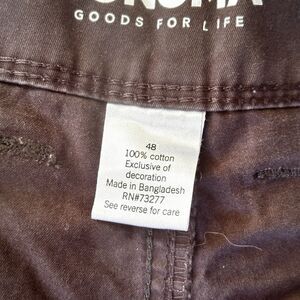 GOODS FOR LIFE
48
100% cotton
Exclusive of
decoration
Made in Bangladesh
RN#73277
See reverse for care